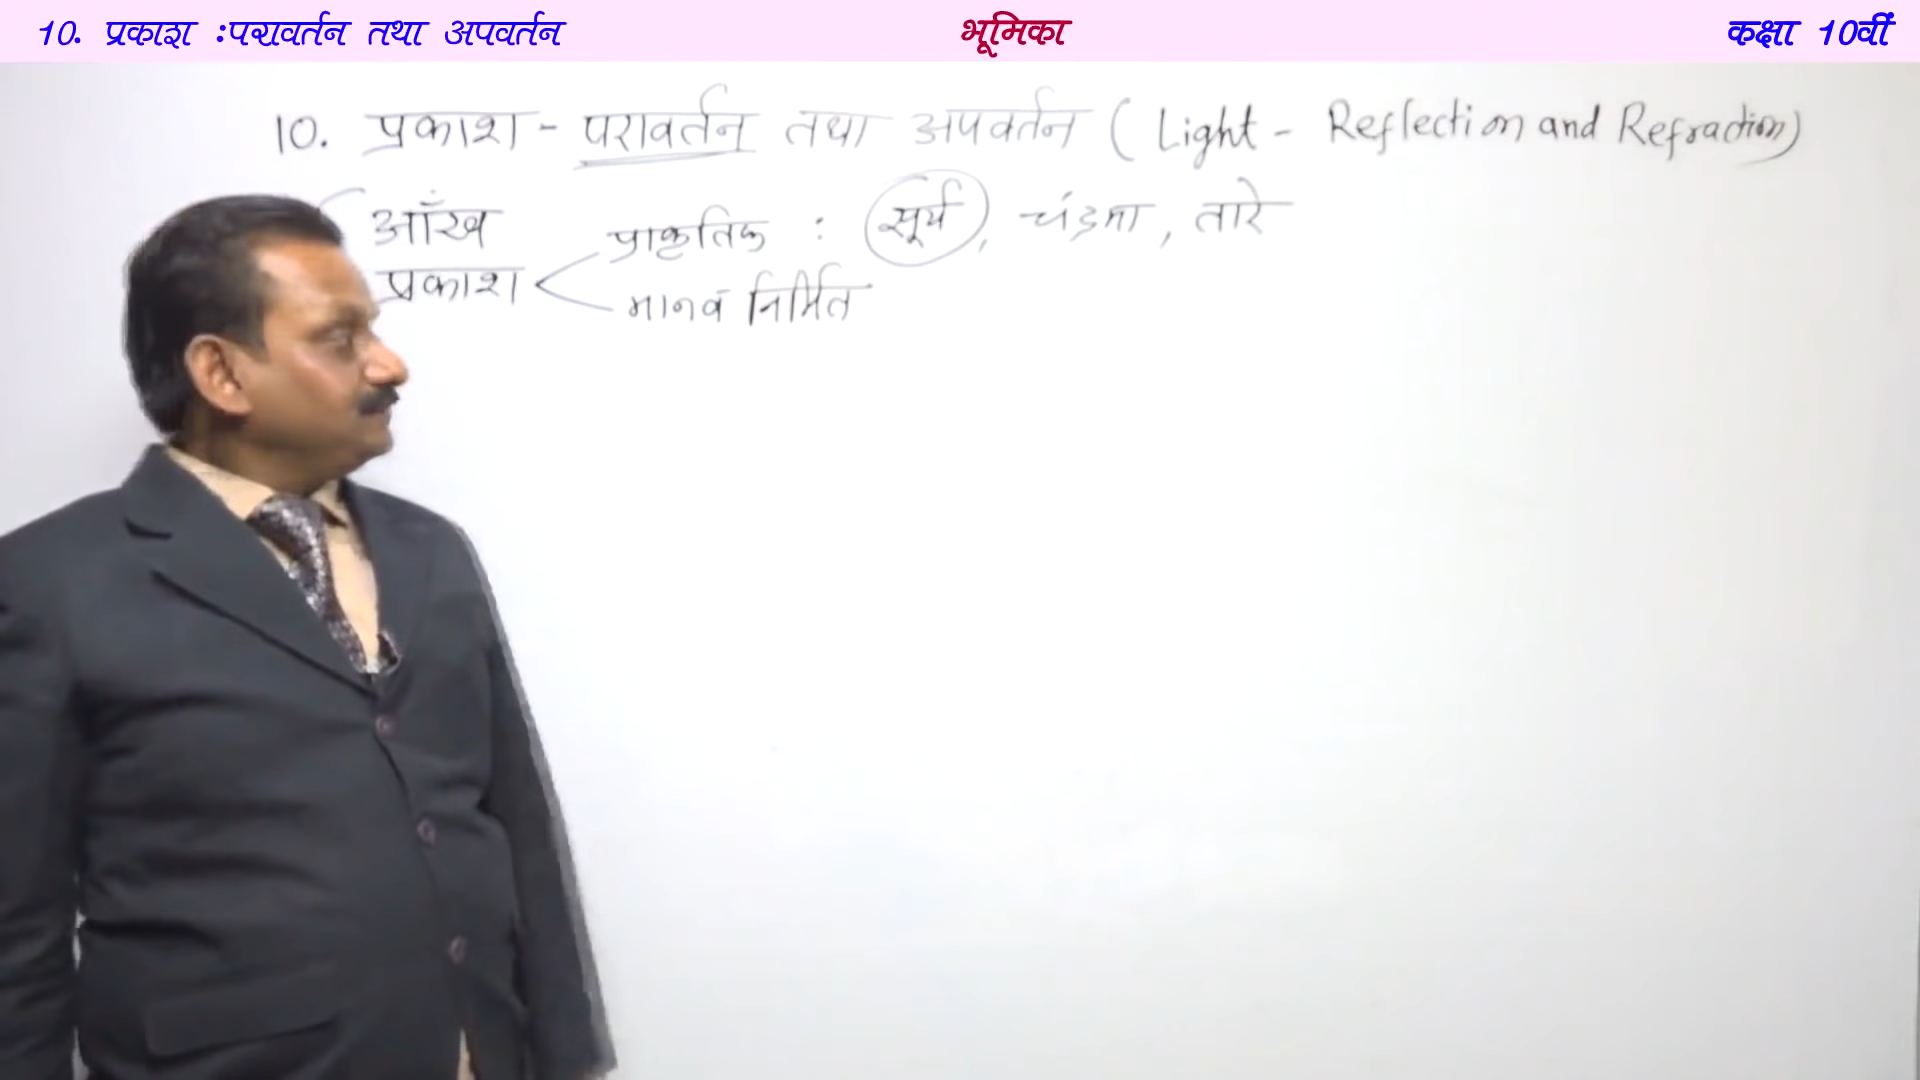 10. प्रकाश :परावर्तन तथा अपवर्तन भूमिका कक्षा 10वीं
10. प्रकाश - परावर्तन तथा अपवर्तन ( Light - Reflection and Refraction)
आँख
प्राकृतिक : सूर्य, चंद्रमा, तारे
प्रकाश
मानव निर्मित